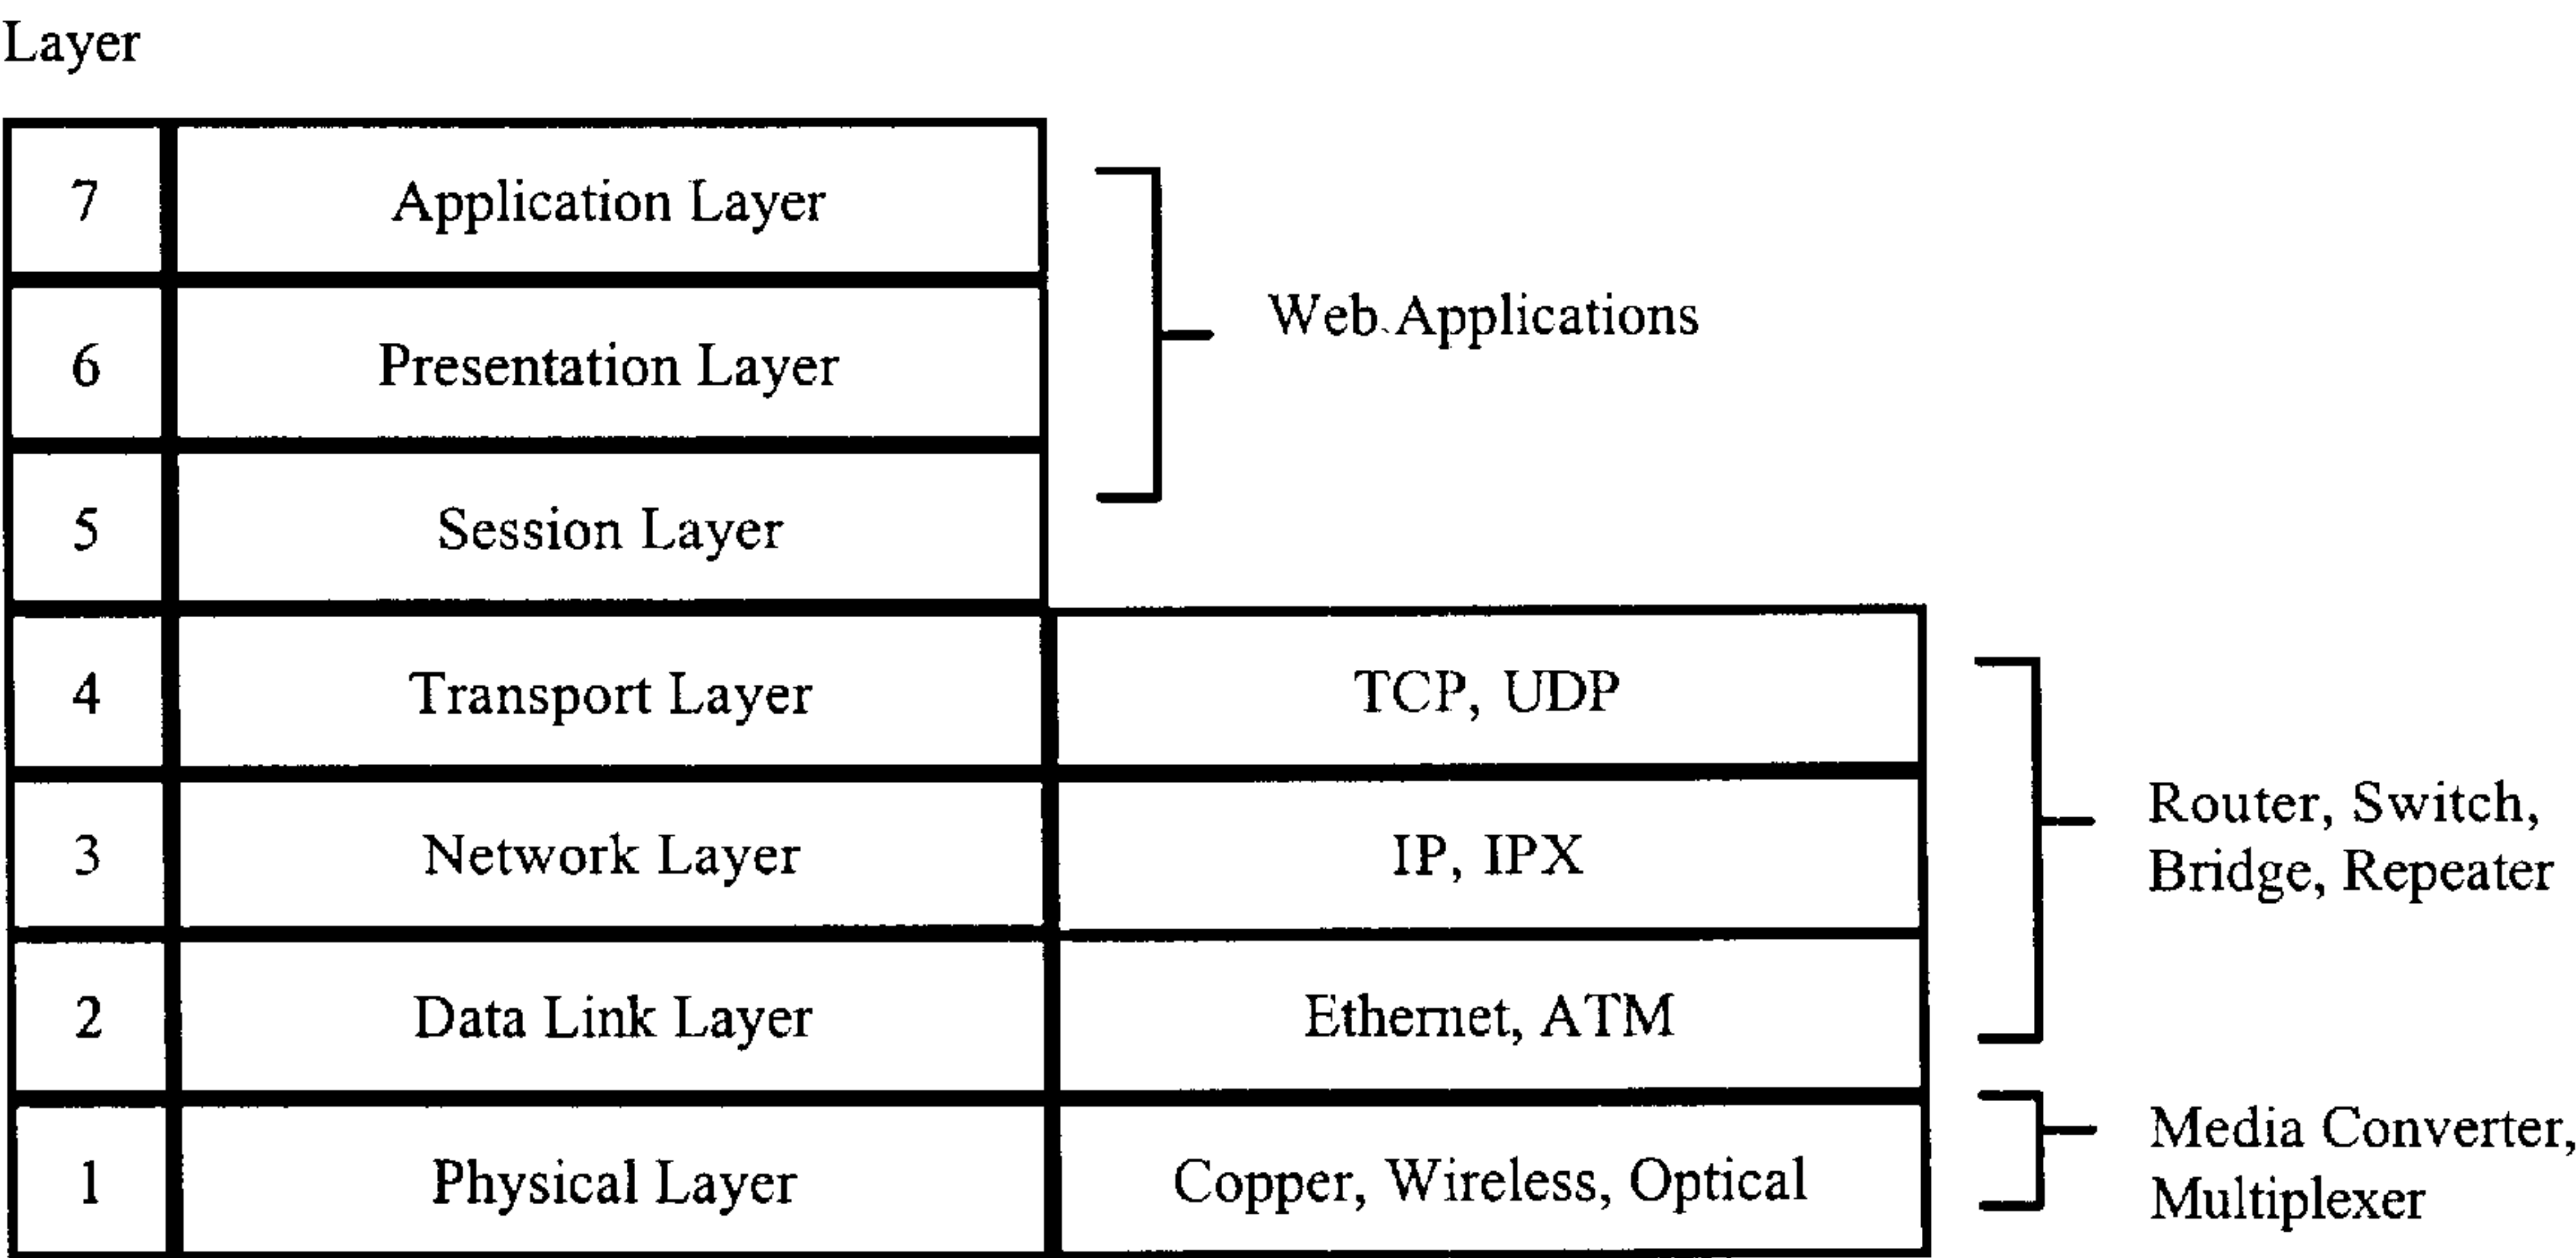 Layer
7 Application Layer
6 Presentation Layer
5 Session Layer
Web Applications
4 Transport Layer TCP, UDP
3 Network Layer IP, IPX
2 Data Link Layer Ethernet, ATM
Router, Switch,
Bridge, Repeater
1 Physical Layer Copper, Wireless, Optical
Media Converter,
Multiplexer